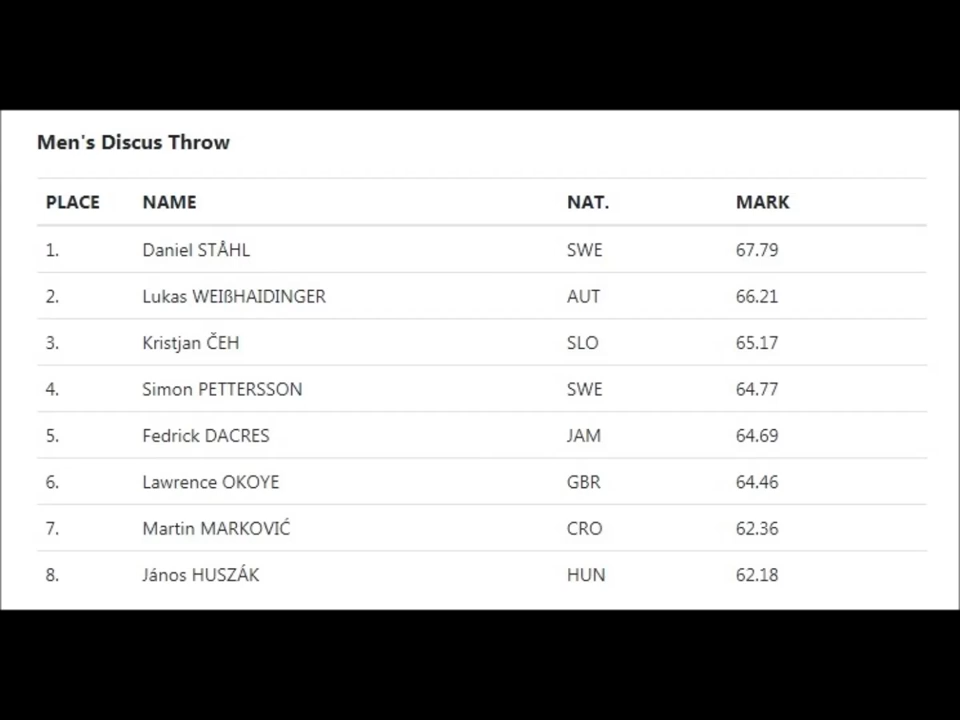 Men's Discus Throw
PLACE NAME NAT. MARK
1. Daniel STÅHL SWE 67.79
2. Lukas WEIßHAIDINGER AUT 66.21
3. Kristjan ČEH SLO 65.17
4. Simon PETTERSSON SWE 64.77
5. Fedrick DACRES JAM 64.69
6. Lawrence OKOYE GBR 64.46
7. Martin MARKOVIĆ CRO 62.36
8. János HUSZÁK HUN 62.18